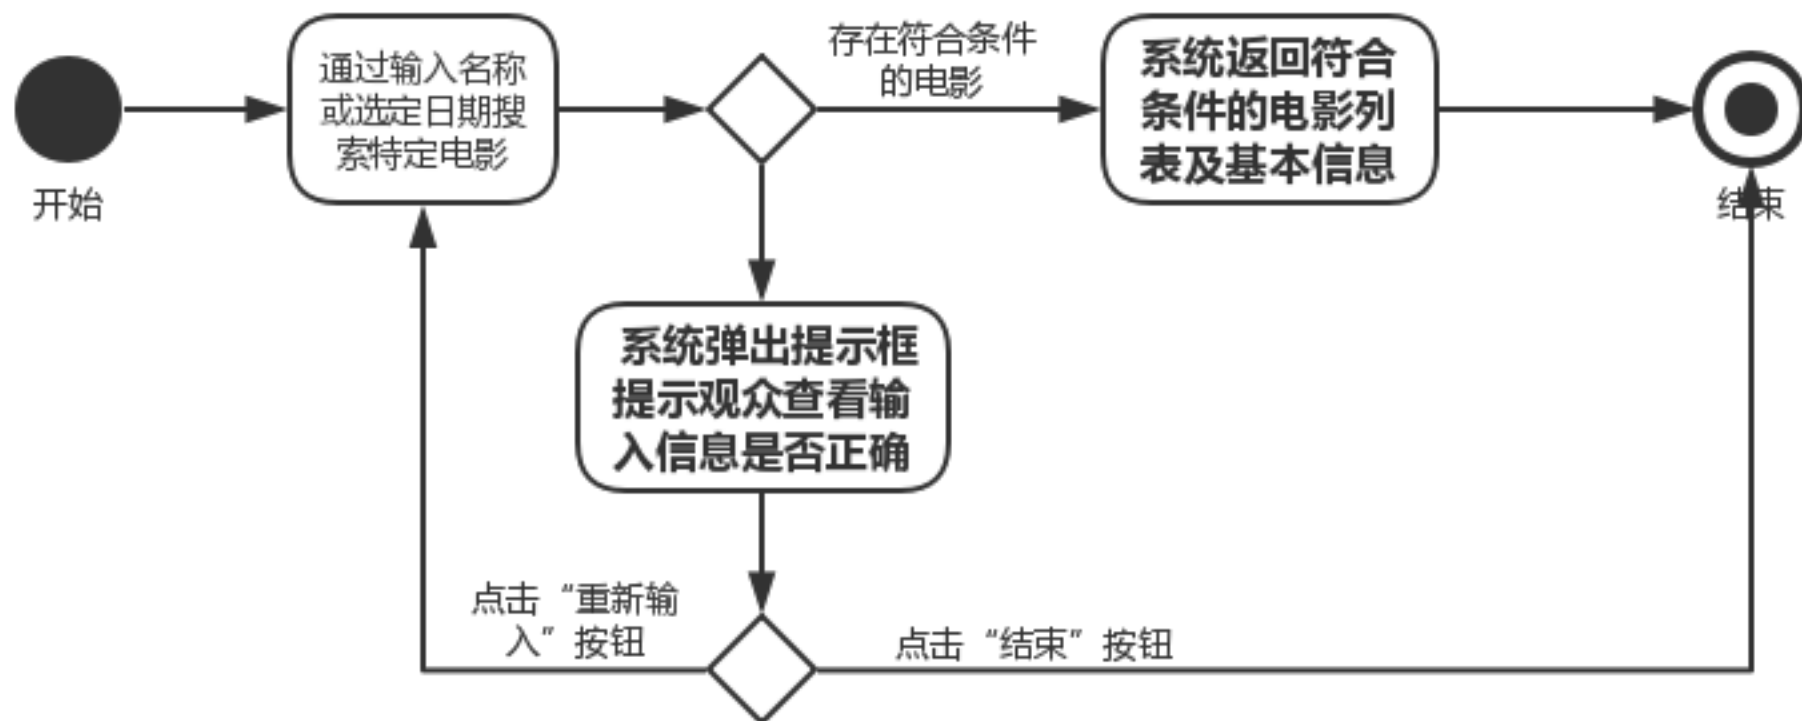 开始
通过输入名称
或选定日期搜
索特定电影
存在符合条件
的电影
系统返回符合
条件的电影列
表及基本信息
结束
系统弹出提示框
提示观众查看输
入信息是否正确
点击“重新输
入”按钮
点击“结束”按钮